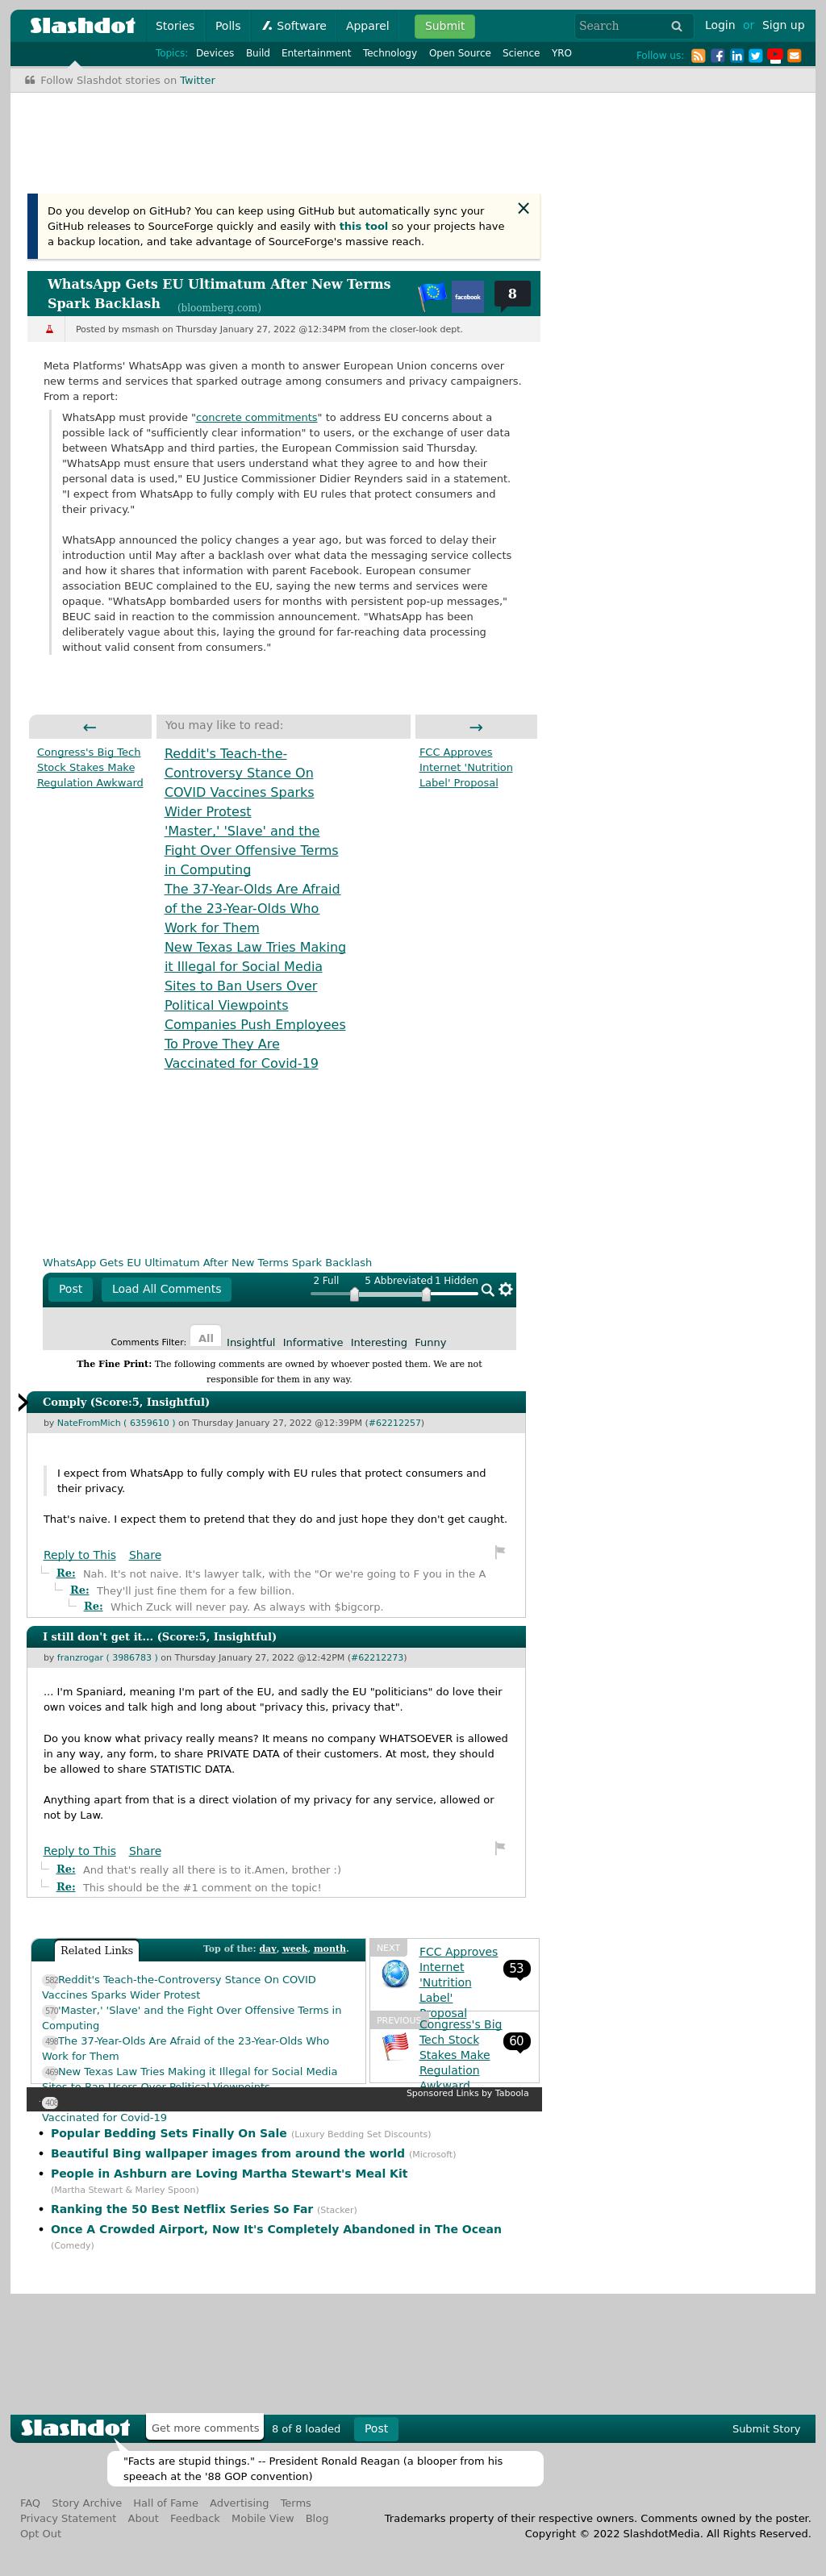 Slashdot
Stories Polls Software Apparel Submit Search Login or Sign up
Topics: Devices Build Entertainment Technology Open Source Science YRO Follow us:
Follow Slashdot stories on Twitter
Do you develop on GitHub? You can keep using GitHub but automatically sync your
GitHub releases to SourceForge quickly and easily with this tool so your projects have
a backup location, and take advantage of SourceForge's massive reach.
WhatsApp Gets EU Ultimatum After New Terms
Spark Backlash (bloomberg.com)
facebook
8
Posted by msmash on Thursday January 27, 2022 @12:34PM from the closer-look dept.
Meta Platforms' WhatsApp was given a month to answer European Union concerns over
new terms and services that sparked outrage among consumers and privacy campaigners.
From a report:
WhatsApp must provide "concrete commitments" to address EU concerns about a
possible lack of "sufficiently clear information" to users, or the exchange of user data
between WhatsApp and third parties, the European Commission said Thursday.
"WhatsApp must ensure that users understand what they agree to and how their
personal data is used," EU Justice Commissioner Didier Reynders said in a statement.
"I expect from WhatsApp to fully comply with EU rules that protect consumers and
their privacy."
WhatsApp announced the policy changes a year ago, but was forced to delay their
introduction until May after a backlash over what data the messaging service collects
and how it shares that information with parent Facebook. European consumer
association BEUC complained to the EU, saying the new terms and services were
opaque. "WhatsApp bombarded users for months with persistent pop-up messages,"
BEUC said in reaction to the commission announcement. "WhatsApp has been
deliberately vague about this, laying the ground for far-reaching data processing
without valid consent from consumers."
←
Congress's Big Tech
Stock Stakes Make
Regulation Awkward
You may like to read:
Reddit's Teach-the-
Controversy Stance On
COVID Vaccines Sparks
Wider Protest
'Master,' 'Slave' and the
Fight Over Offensive Terms
in Computing
The 37-Year-Olds Are Afraid
of the 23-Year-Olds Who
Work for Them
New Texas Law Tries Making
it Illegal for Social Media
Sites to Ban Users Over
Political Viewpoints
Companies Push Employees
To Prove They Are
Vaccinated for Covid-19
→
FCC Approves
Internet 'Nutrition
Label' Proposal
WhatsApp Gets EU Ultimatum After New Terms Spark Backlash
Post Load All Comments 2 Full 5 Abbreviated 1 Hidden
Comments Filter: All Insightful Informative Interesting Funny
The Fine Print: The following comments are owned by whoever posted them. We are not
responsible for them in any way.
Comply (Score:5, Insightful)
by NateFromMich ( 6359610 ) on Thursday January 27, 2022 @12:39PM (#62212257)
I expect from WhatsApp to fully comply with EU rules that protect consumers and
their privacy.
That's naive. I expect them to pretend that they do and just hope they don't get caught.
Reply to This Share
Re: Nah. It's not naive. It's lawyer talk, with the "Or we're going to F you in the A
Re: They'll just fine them for a few billion.
Re: Which Zuck will never pay. As always with $bigcorp.
I still don't get it... (Score:5, Insightful)
by franzrogar ( 3986783 ) on Thursday January 27, 2022 @12:42PM (#62212273)
... I'm Spaniard, meaning I'm part of the EU, and sadly the EU "politicians" do love their
own voices and talk high and long about "privacy this, privacy that".
Do you know what privacy really means? It means no company WHATSOEVER is allowed
in any way, any form, to share PRIVATE DATA of their customers. At most, they should
be allowed to share STATISTIC DATA.
Anything apart from that is a direct violation of my privacy for any service, allowed or
not by Law.
Reply to This Share
Re: And that's really all there is to it.Amen, brother :)
Re: This should be the #1 comment on the topic!
Related Links Top of the: day, week, month.
582 Reddit's Teach-the-Controversy Stance On COVID
Vaccines Sparks Wider Protest
570 'Master,' 'Slave' and the Fight Over Offensive Terms in
Computing
498 The 37-Year-Olds Are Afraid of the 23-Year-Olds Who
Work for Them
469 New Texas Law Tries Making it Illegal for Social Media
Sites to Ban Users Over Political Viewpoints
Vaccinated for Covid-19
NEXT
FCC Approves
Internet
'Nutrition
Label'
Proposal
53
PREVIOUS
Congress's Big
Tech Stock
Stakes Make
Regulation
Awkward
60
Sponsored Links by Taboola
• Popular Bedding Sets Finally On Sale (Luxury Bedding Set Discounts)
• Beautiful Bing wallpaper images from around the world (Microsoft)
• People in Ashburn are Loving Martha Stewart's Meal Kit
(Martha Stewart & Marley Spoon)
• Ranking the 50 Best Netflix Series So Far (Stacker)
• Once A Crowded Airport, Now It's Completely Abandoned in The Ocean
(Comedy)
Slashdot Get more comments 8 of 8 loaded Post Submit Story
"Facts are stupid things." -- President Ronald Reagan (a blooper from his
speeach at the '88 GOP convention)
FAQ Story Archive Hall of Fame Advertising Terms
Privacy Statement About Feedback Mobile View Blog
Opt Out
Trademarks property of their respective owners. Comments owned by the poster.
Copyright © 2022 SlashdotMedia. All Rights Reserved.